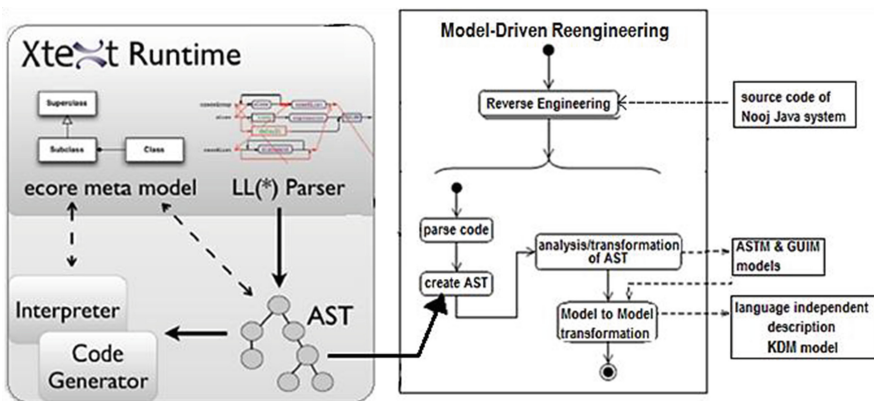 Xtext Runtime
Superclass
Subclass
Class
ecore meta model
LL(*) Parser
Interpreter
Code
Generator
AST
Model-Driven Reengineering
Reverse Engineering
source code of
Nooj Java system
parse code
create AST
analysis/transformation
of AST
ASTM & GUIM
models
Model to Model
transformation
language independent
description
KDM model